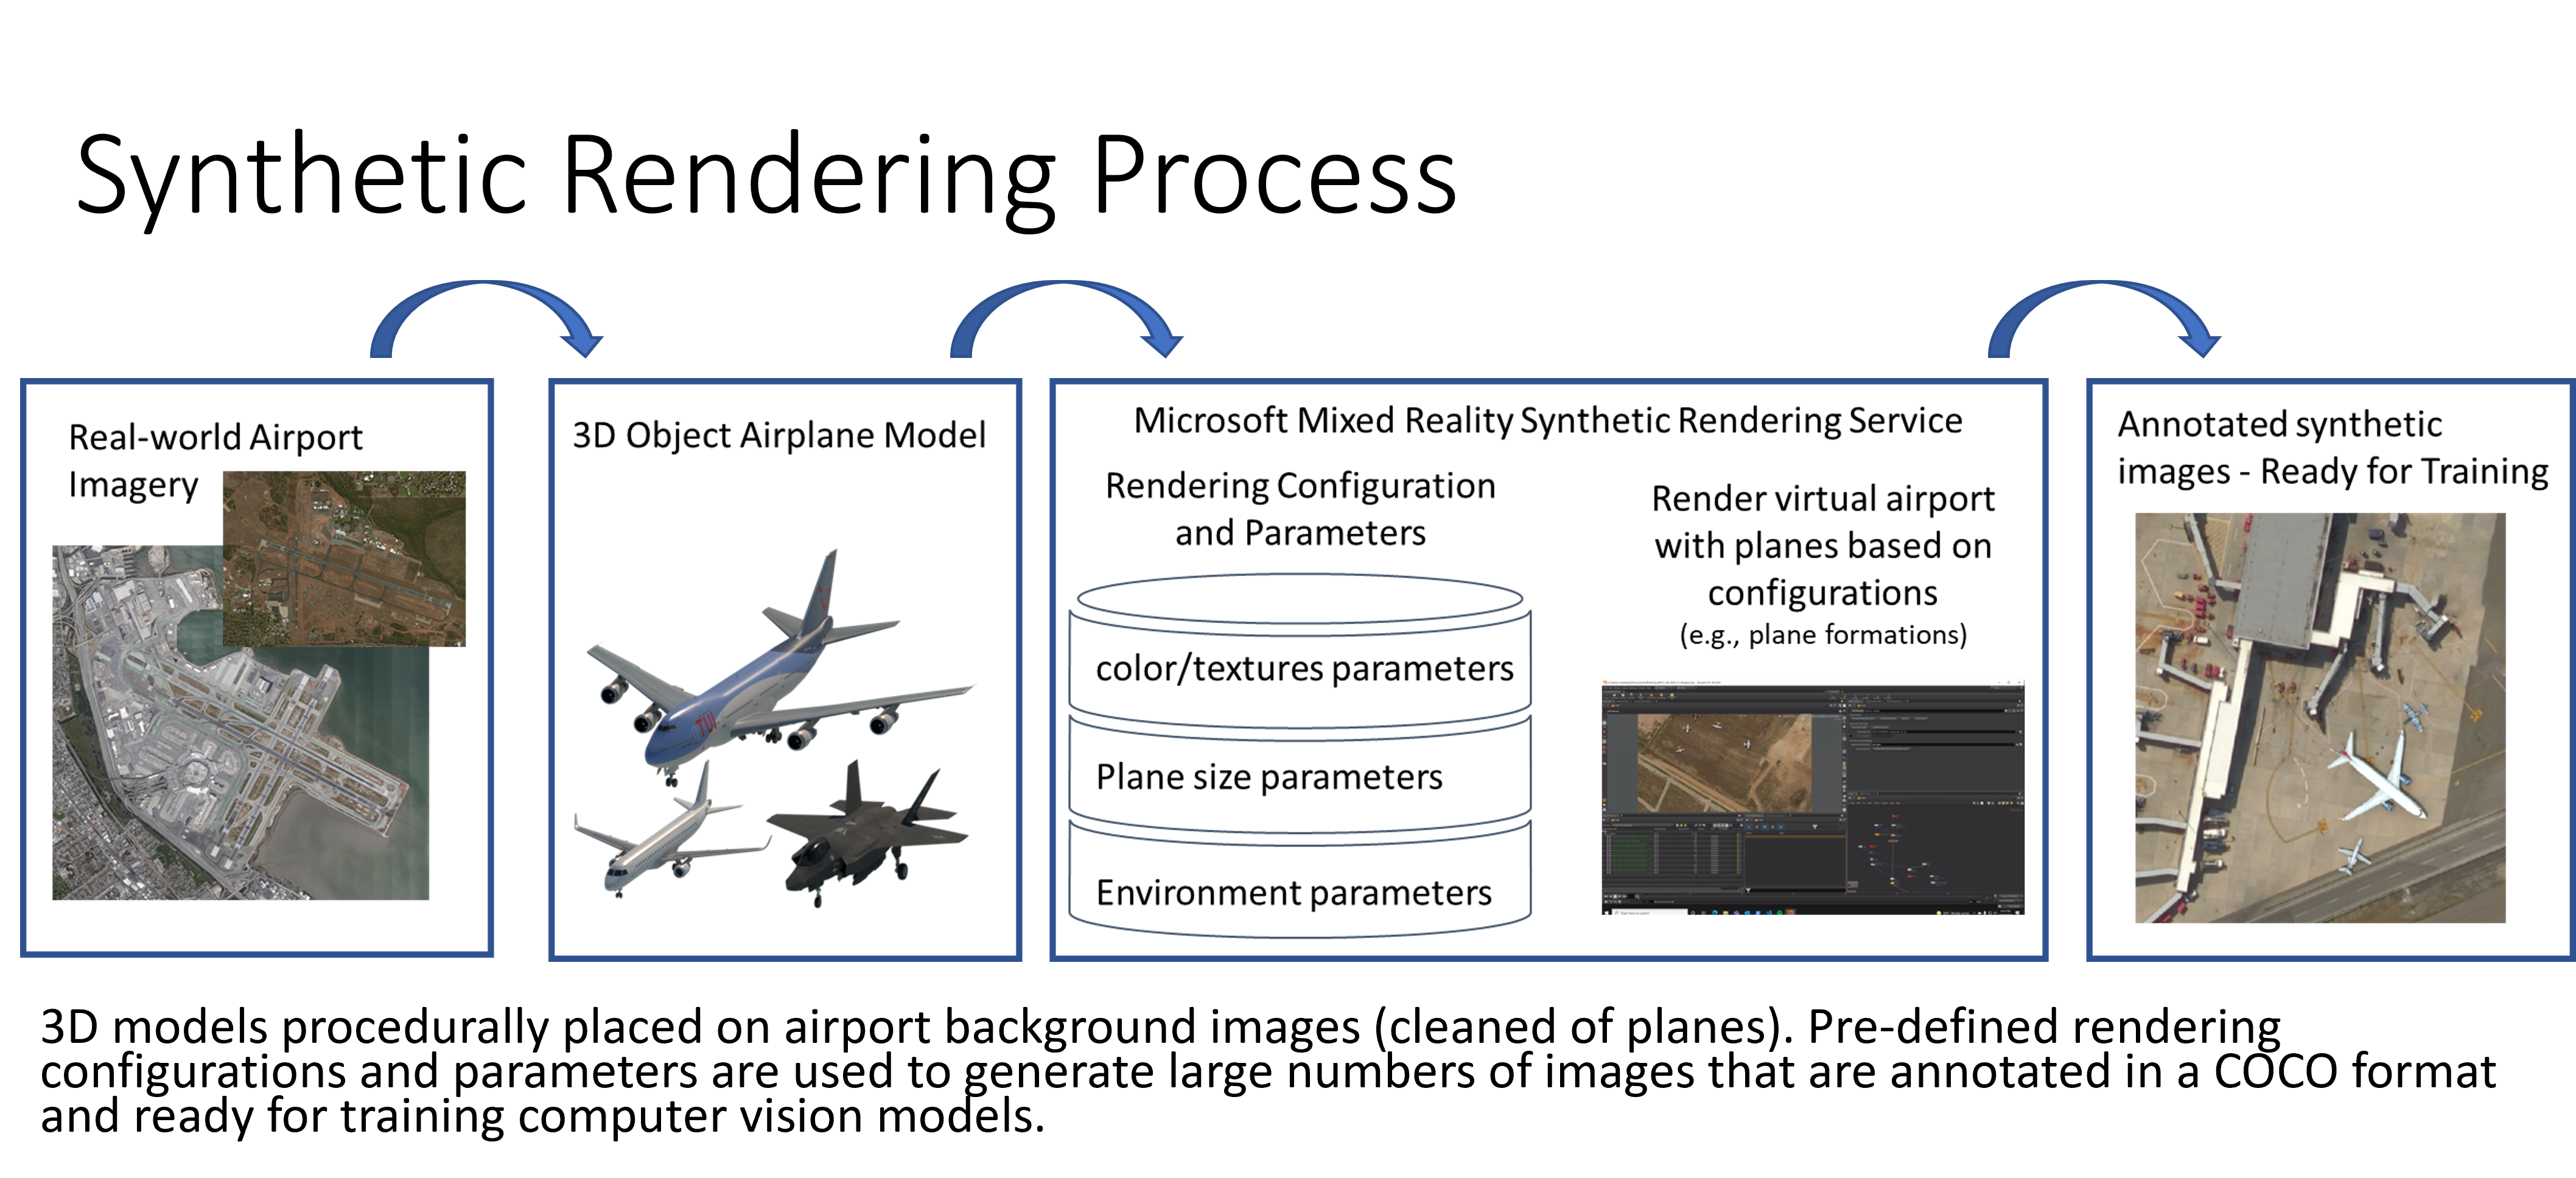 Synthetic Rendering Process
Real-world Airport
Imagery
3D Object Airplane Model
TUI
Microsoft Mixed Reality Synthetic Rendering Service
Rendering Configuration
and Parameters
color/textures parameters
Plane size parameters
Environment parameters
Render virtual airport
with planes based on
configurations
(e.g., plane formations)
Annotated synthetic
images - Ready for Training
3D models procedurally placed on airport background images (cleaned of planes). Pre-defined rendering
configurations and parameters are used to generate large numbers of images that are annotated in a COCO format
and ready for training computer vision models.